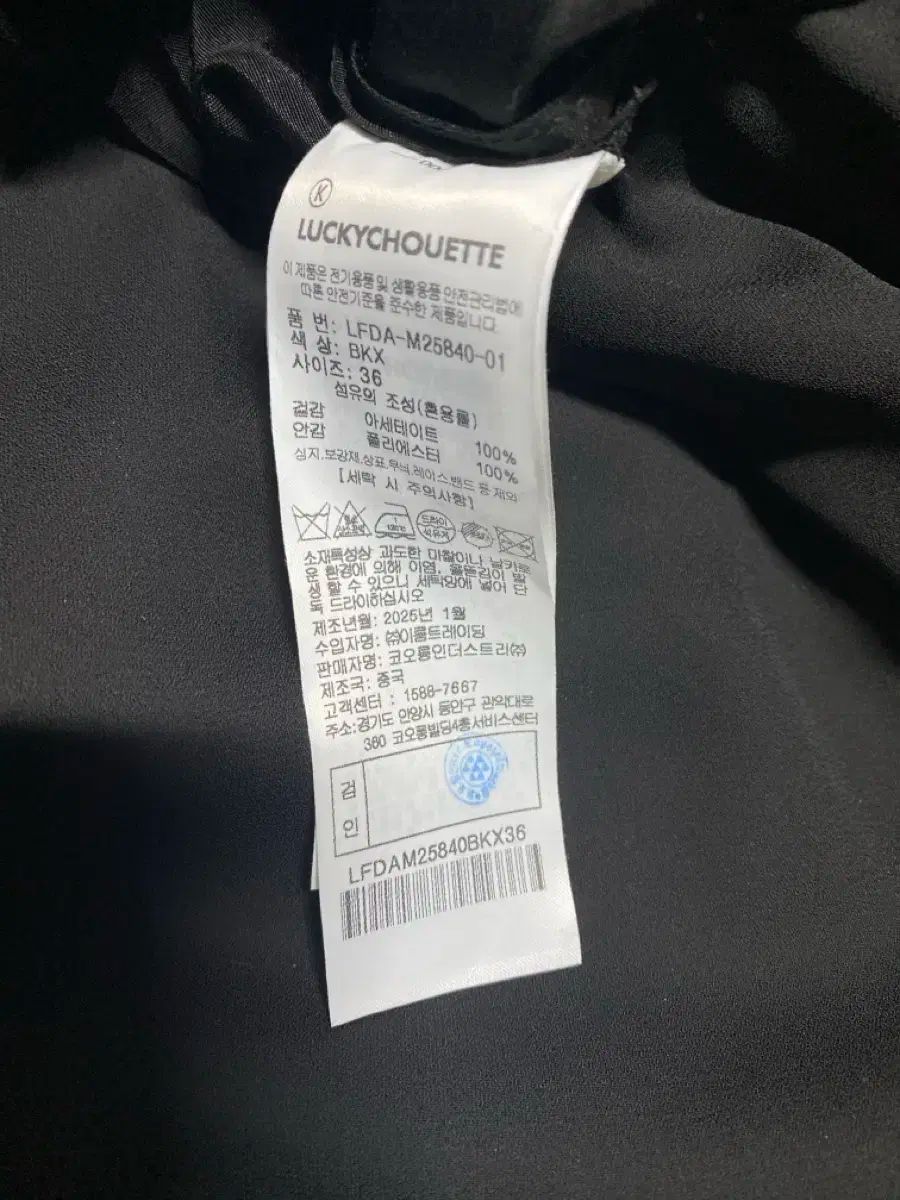 K
LUCKYCHOUETTE
이 제품은 전기용품 및 생활용품 안전관리법에
따른 안전기준을 준수한 제품입니다.
품 번: LFDA-M25840-01
색 상: BKX
사이즈: 36
섬유의 조성(혼용률)
겉감 아세테이트 100%
안감 폴리에스터 100%
심지,보강재,상표,무늬,레이스,밴드 등 제외
[세탁 시 주의사항]
드라이
석유계
소재특성상 과도한 마찰이나 날카로
운 환경에 의해 이염, 올뜯김이 발
생할 수 있으니 세탁망에 넣어 단
독 드라이하십시오
제조년월: 2025년 1월
수입자명: ㈜이룸트레이딩
판매자명: 코오롱인더스트리㈜
제조국: 중국
고객센터 : 1588-7667
주소:경기도 안양시 동안구 관악대로
360 코오롱빌딩4층서비스센터
검
인
LFDAM25840BKX36